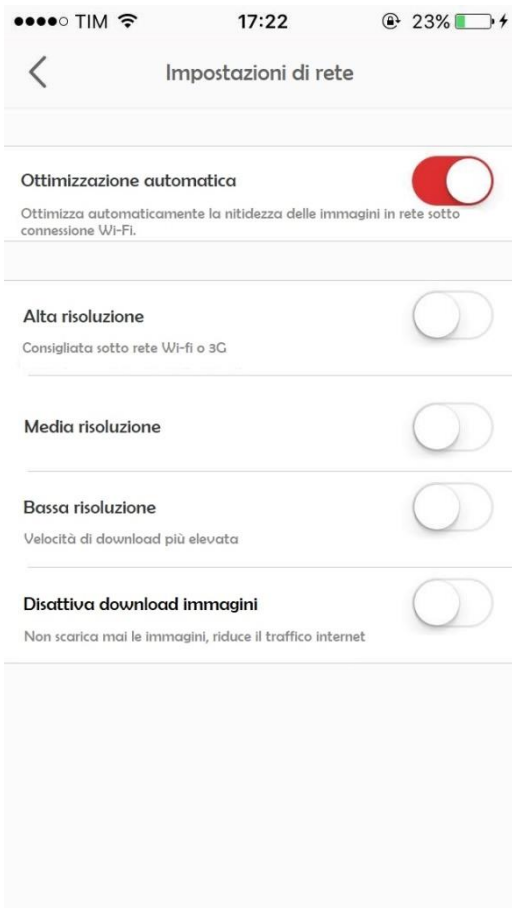 TIM 17:22 23%
Impostazioni di rete
Ottimizzazione automatica
Ottimizza automaticamente la nitidezza delle immagini in rete sotto
connessione Wi-Fi.
Alta risoluzione
Consigliata sotto rete Wi-fi o 3G
Media risoluzione
Bassa risoluzione
Velocità di download più elevata
Disattiva download immagini
Non scarica mai le immagini, riduce il traffico internet